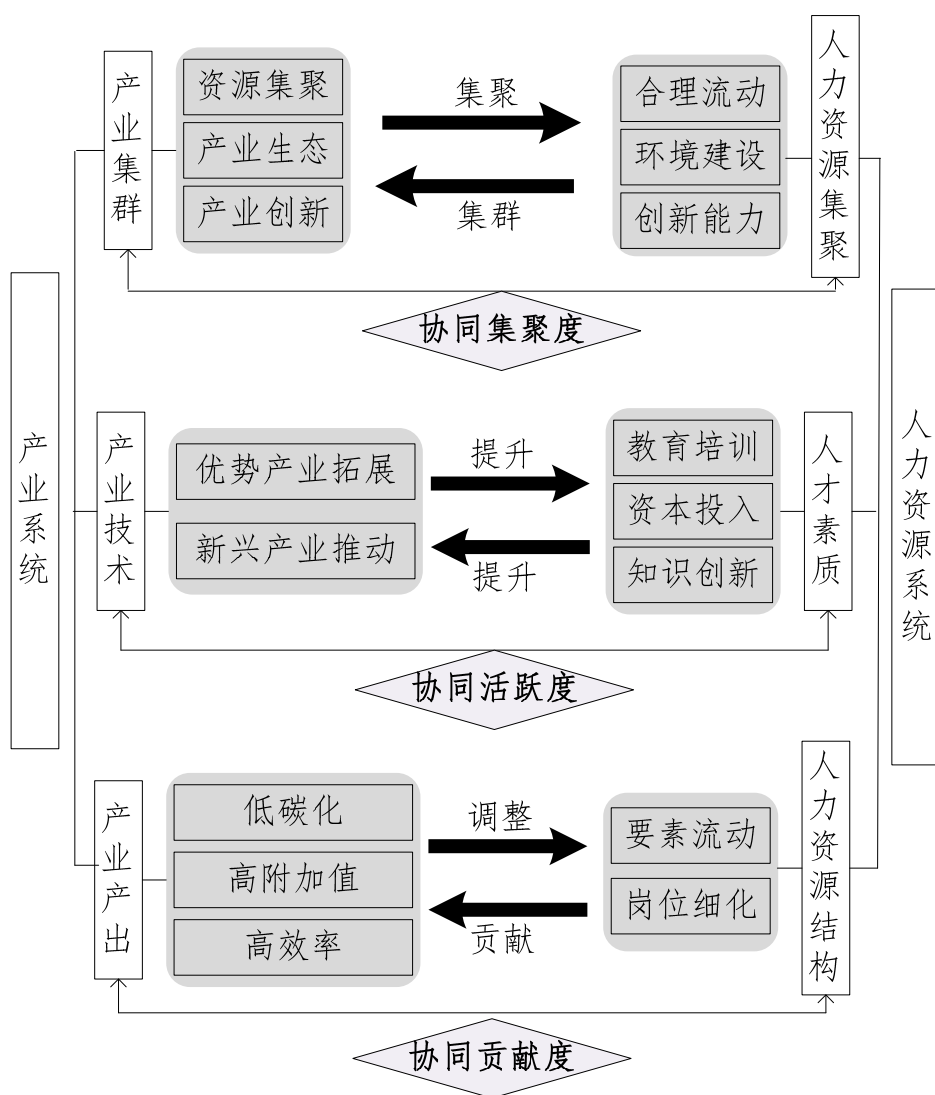 产业系统
产业集群
资源集聚
产业生态
产业创新
集聚
集群
合理流动
环境建设
创新能力
人力资源集聚
协同集聚度
产业技术
优势产业拓展
新兴产业推动
提升
提升
教育培训
资本投入
知识创新
人才素质
协同活跃度
产业产出
低碳化
高附加值
高效率
调整
贡献
要素流动
岗位细化
人力资源结构
协同贡献度
人力资源系统